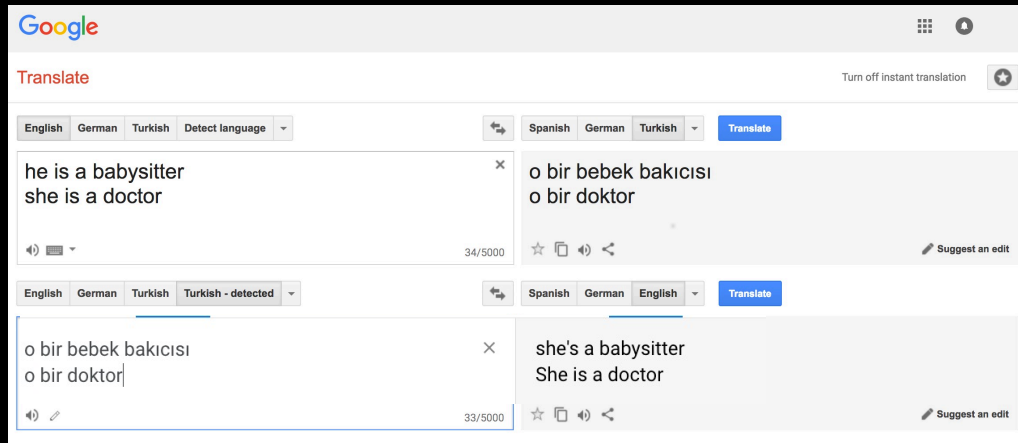 Google
Translate
Turn off instant translation
English German Turkish Detect language
Spanish German Turkish Translate
he is a babysitter
she is a doctor
34/5000
o bir bebek bakıcısı
o bir doktor
Suggest an edit
English German Turkish Turkish - detected
Spanish German English Translate
o bir bebek bakıcısı
o bir doktor
33/5000
she's a babysitter
She is a doctor
Suggest an edit